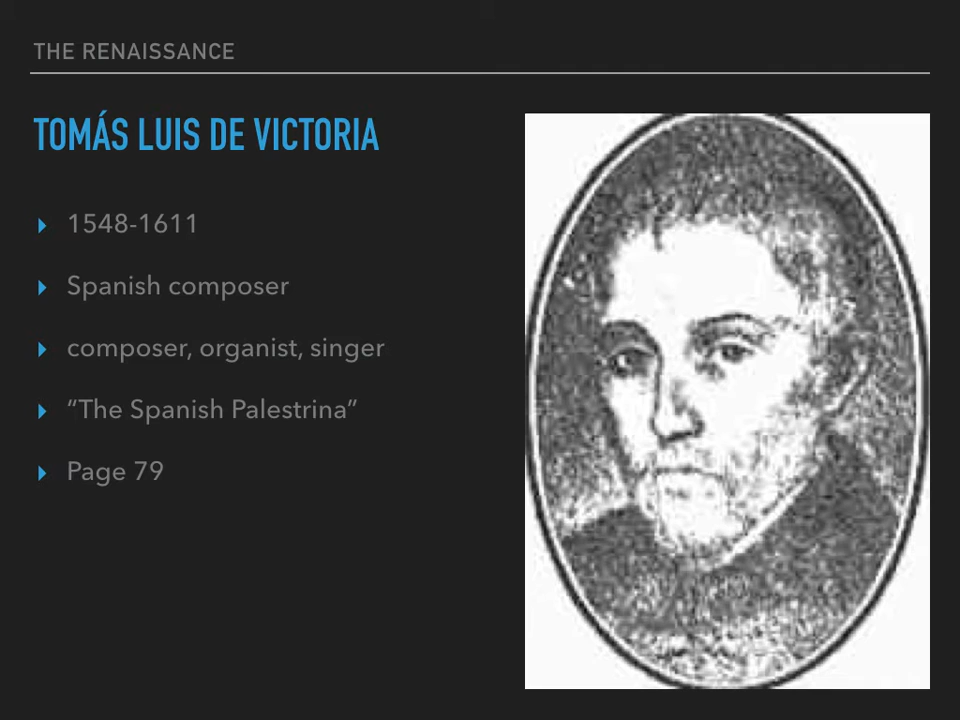 THE RENAISSANCE
TOMÁS LUIS DE VICTORIA
1548-1611
Spanish composer
composer, organist, singer
“The Spanish Palestrina”
Page 79